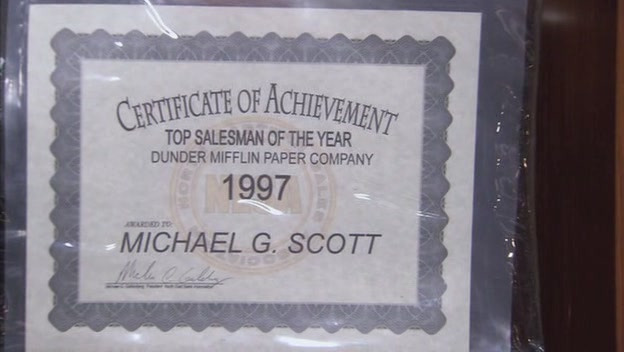 CERTIFICATE OF ACHIEVEMENT
TOP SALESMAN OF THE YEAR
DUNDER MIFFLIN PAPER COMPANY
1997
AWARDED TO:
MICHAEL G. SCOTT